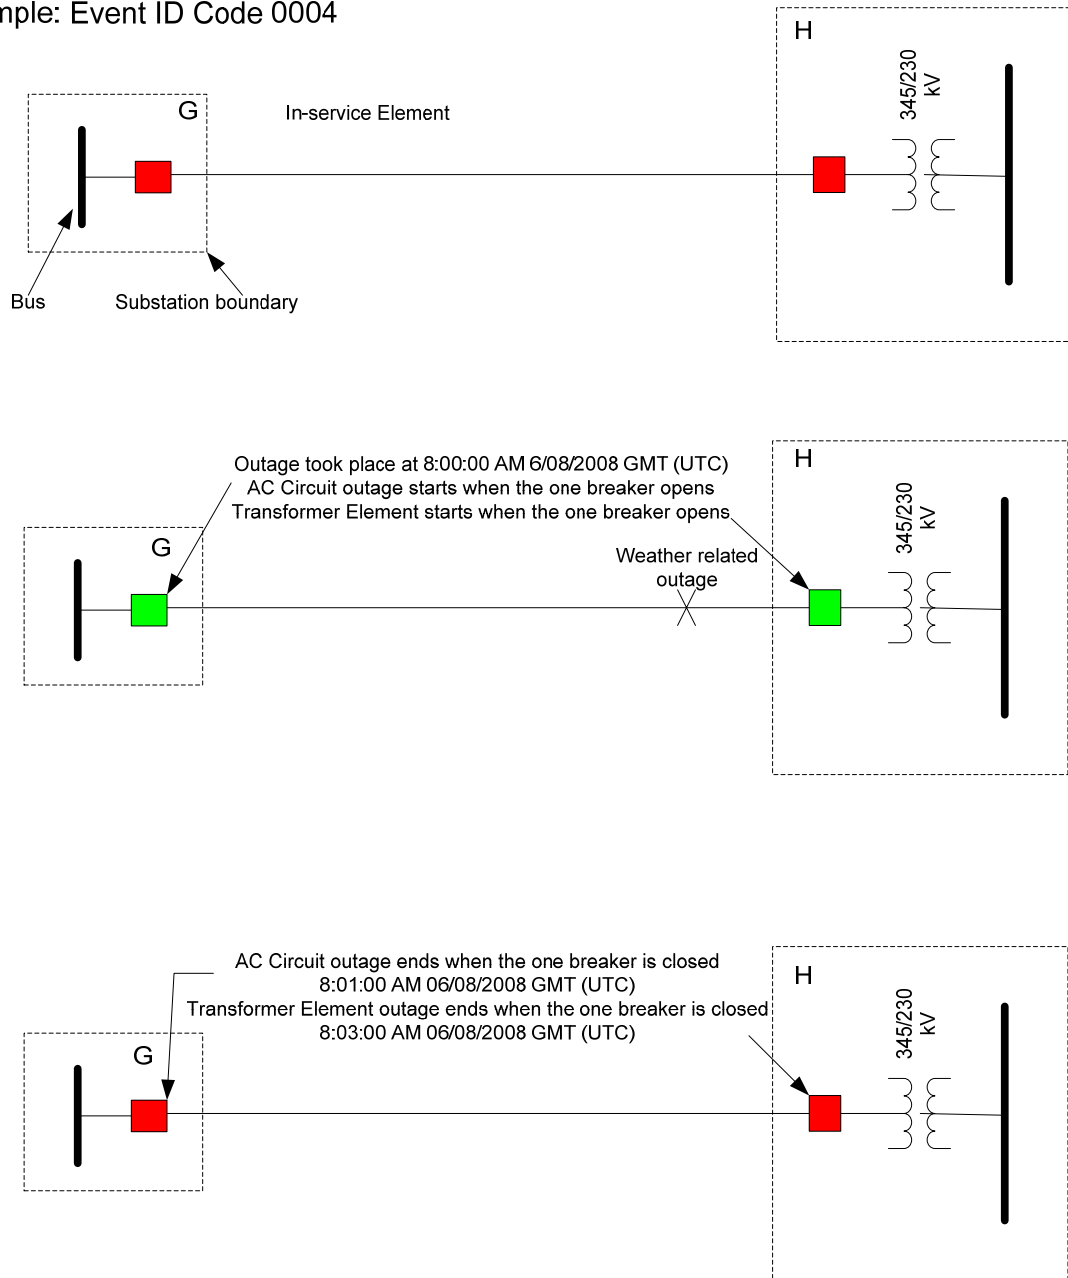 mple: Event ID Code 0004
H
345/230
kV
G
In-service Element
Bus
Substation boundary
Outage took place at 8:00:00 AM 6/08/2008 GMT (UTC)
AC Circuit outage starts when the one breaker opens
Transformer Element starts when the one breaker opens
H
345/230
kV
G
Weather related
outage
AC Circuit outage ends when the one breaker is closed
8:01:00 AM 06/08/2008 GMT (UTC)
Transformer Element outage ends when the one breaker is closed
8:03:00 AM 06/08/2008 GMT (UTC)
H
345/230
kV
G